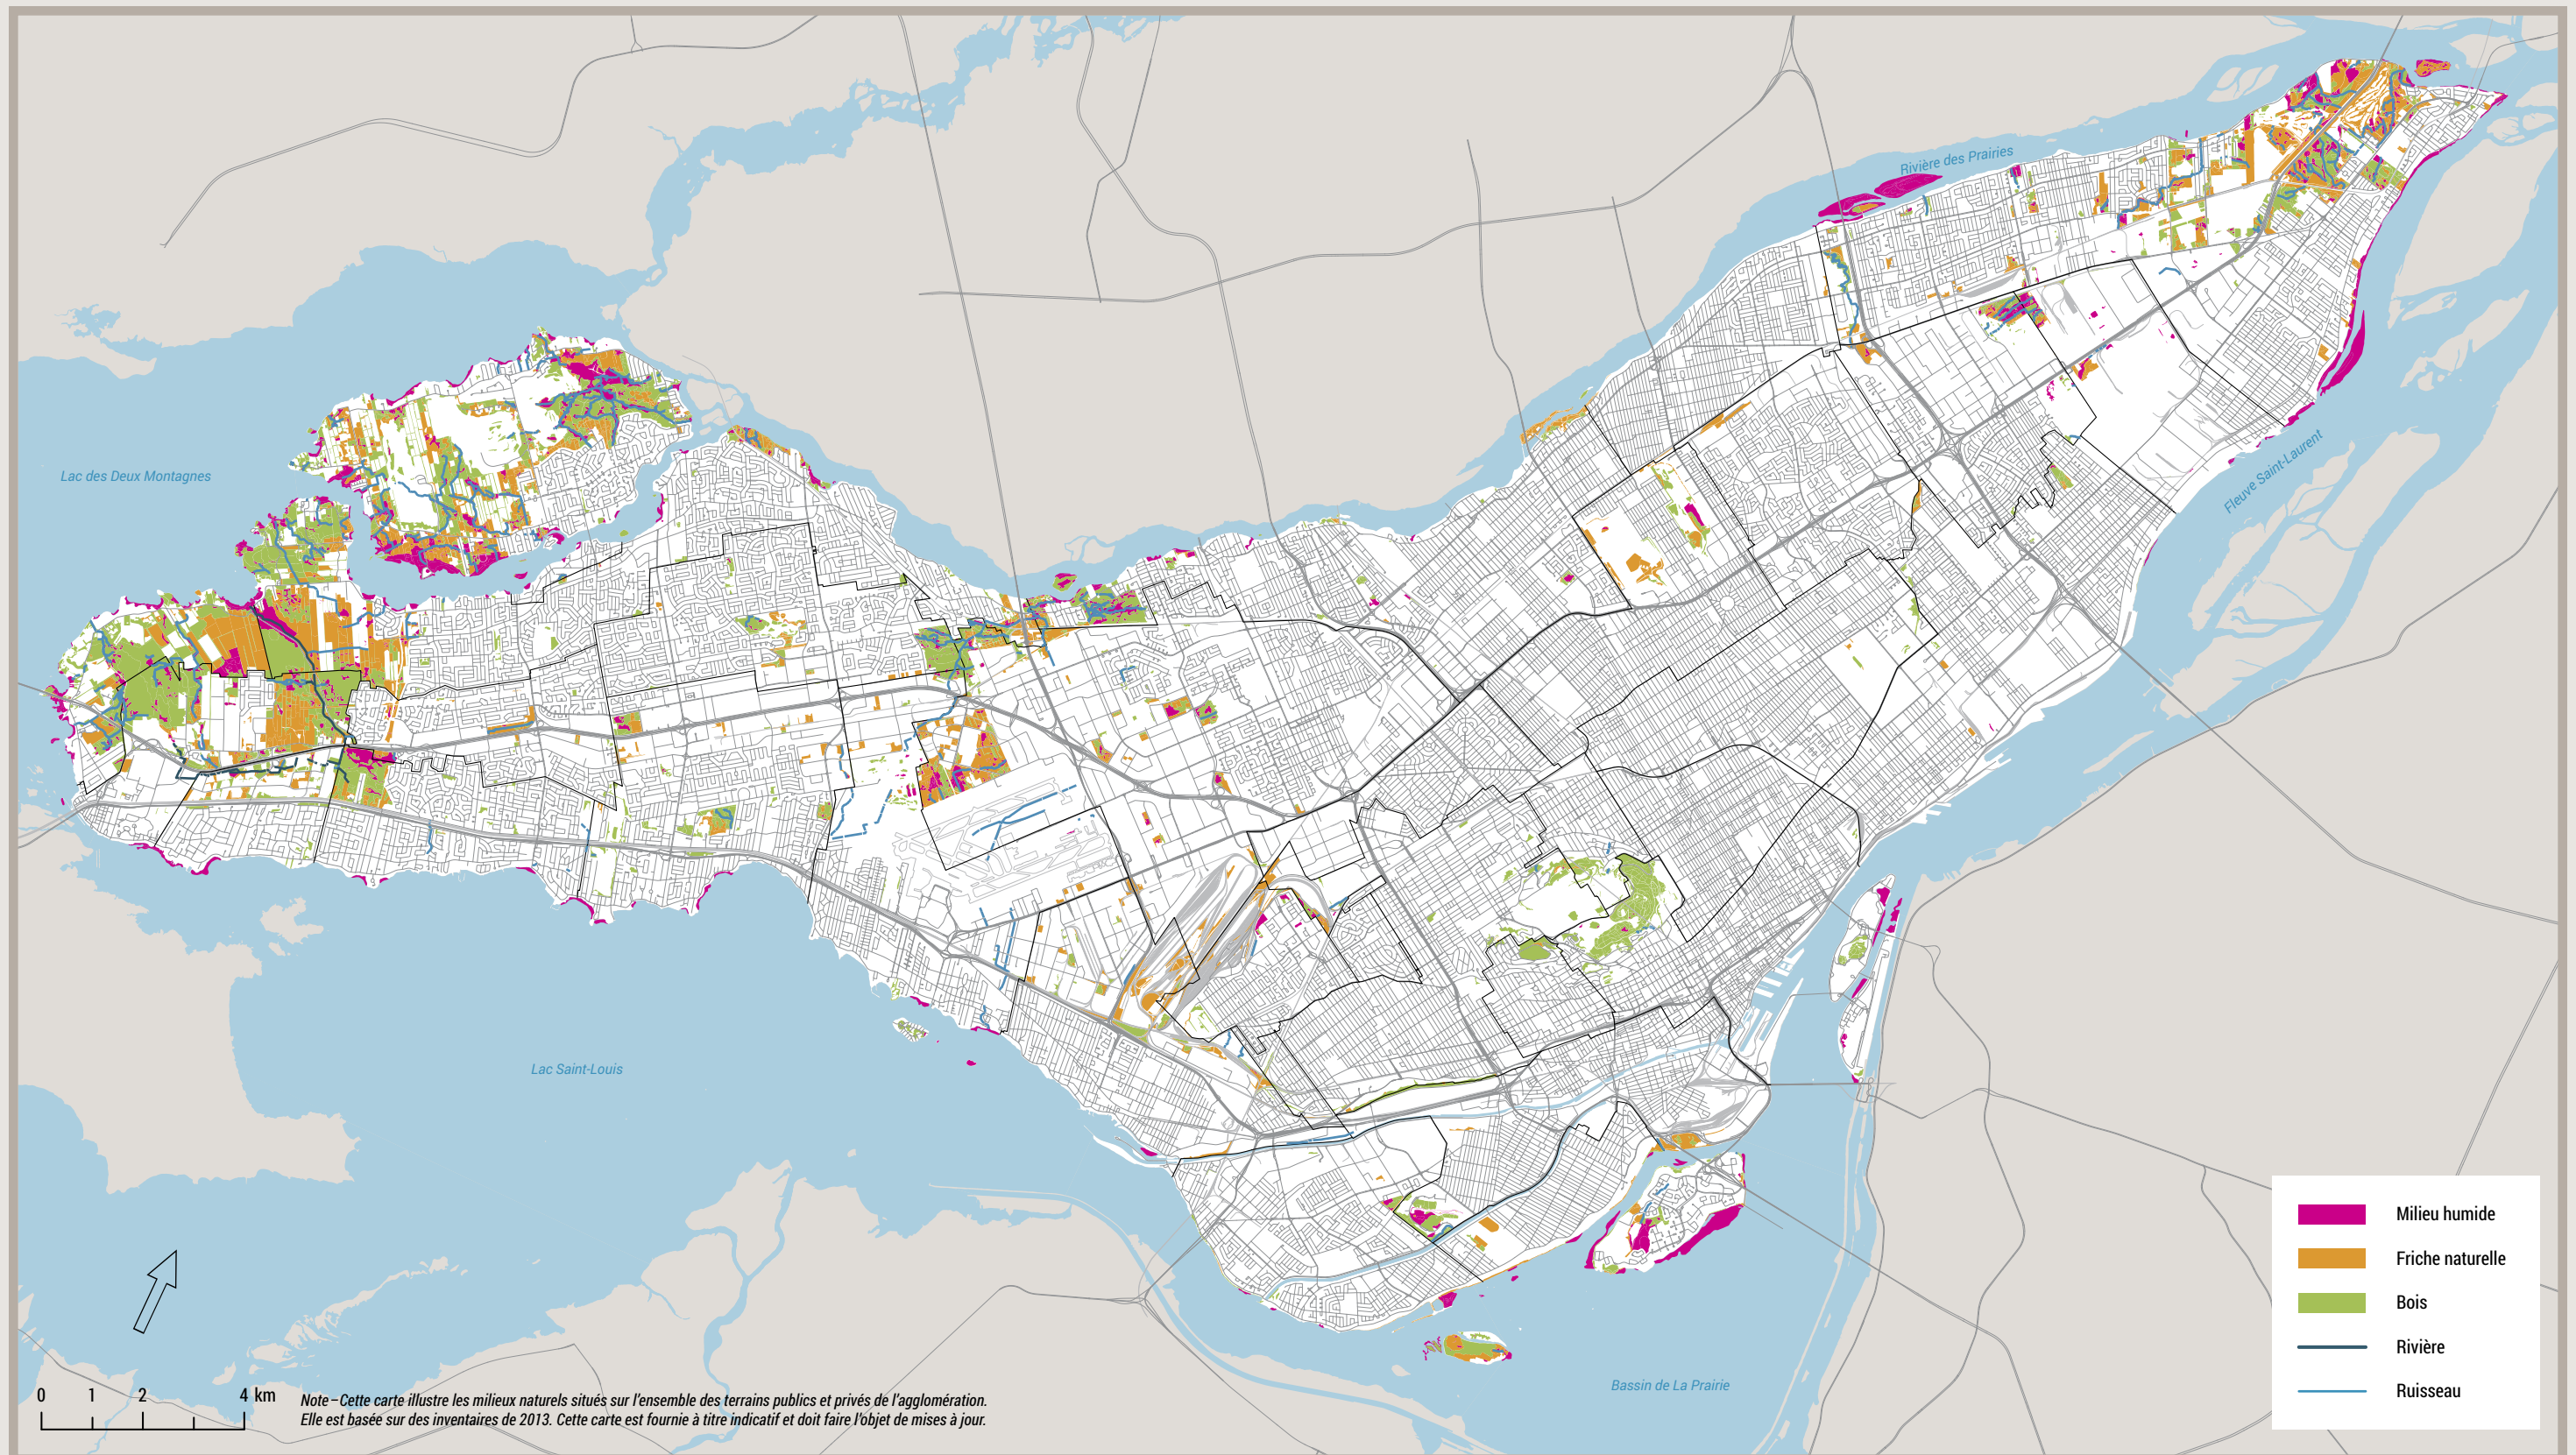 Rivière des Prairies
Lac des Deux Montagnes
Fleuve Saint-Laurent
Lac Saint-Louis
Bassin de La Prairie
Milieu humide
Friche naturelle
Bois
Rivière
Ruisseau
0 1 2 4 km
Note – Cette carte illustre les milieux naturels situés sur l'ensemble des terrains publics et privés de l'agglomération.
Elle est basée sur des inventaires de 2013. Cette carte est fournie à titre indicatif et doit faire l'objet de mises à jour.